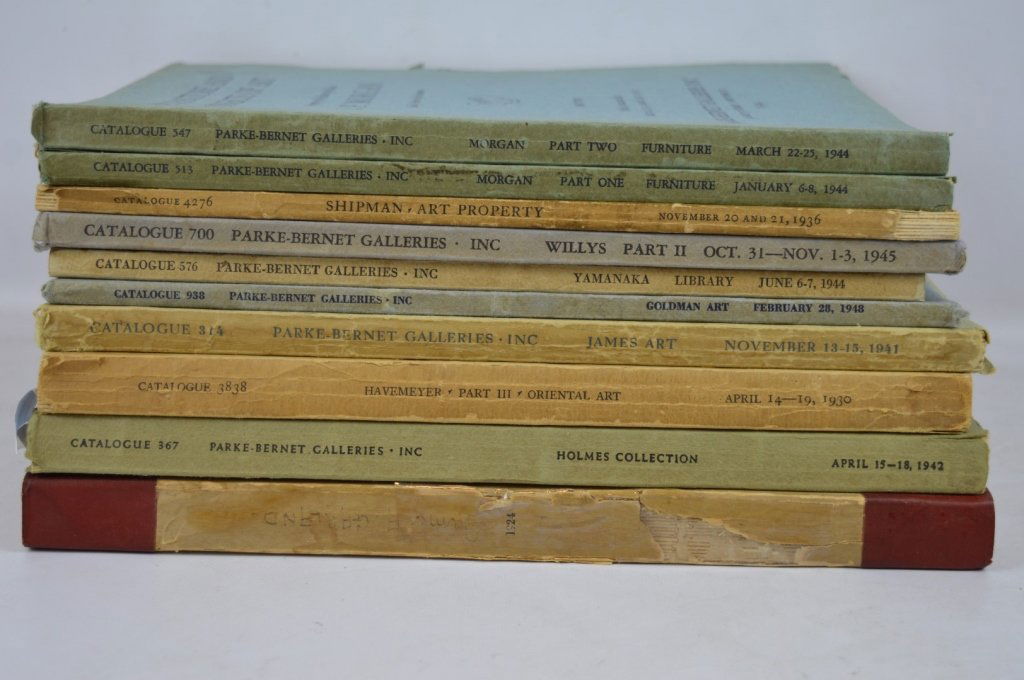 CATALOGUE 547 PARKE-BERNET GALLERIES · INC MORGAN PART TWO FURNITURE MARCH 22-25, 1944
CATALOGUE 513 PARKE-BERNET GALLERIES · INC MORGAN PART ONE FURNITURE JANUARY 6-8, 1944
CATALOGUE 4276 SHIPMAN · ART PROPERTY NOVEMBER 20 AND 21, 1936
CATALOGUE 700 PARKE-BERNET GALLERIES · INC WILLYS PART II OCT. 31—NOV. 1-3, 1945
CATALOGUE 576 PARKE-BERNET GALLERIES · INC YAMANAKA LIBRARY JUNE 6-7, 1944
CATALOGUE 938 PARKE-BERNET GALLERIES · INC GOLDMAN ART FEBRUARY 28, 1948
CATALOGUE 314 PARKE-BERNET GALLERIES · INC JAMES ART NOVEMBER 13-15, 1941
CATALOGUE 3838 HAVEMEYER · PART III · ORIENTAL ART APRIL 14—19, 1930
CATALOGUE 367 PARKE-BERNET GALLERIES · INC HOLMES COLLECTION APRIL 15-18, 1942
GARLAND
1924